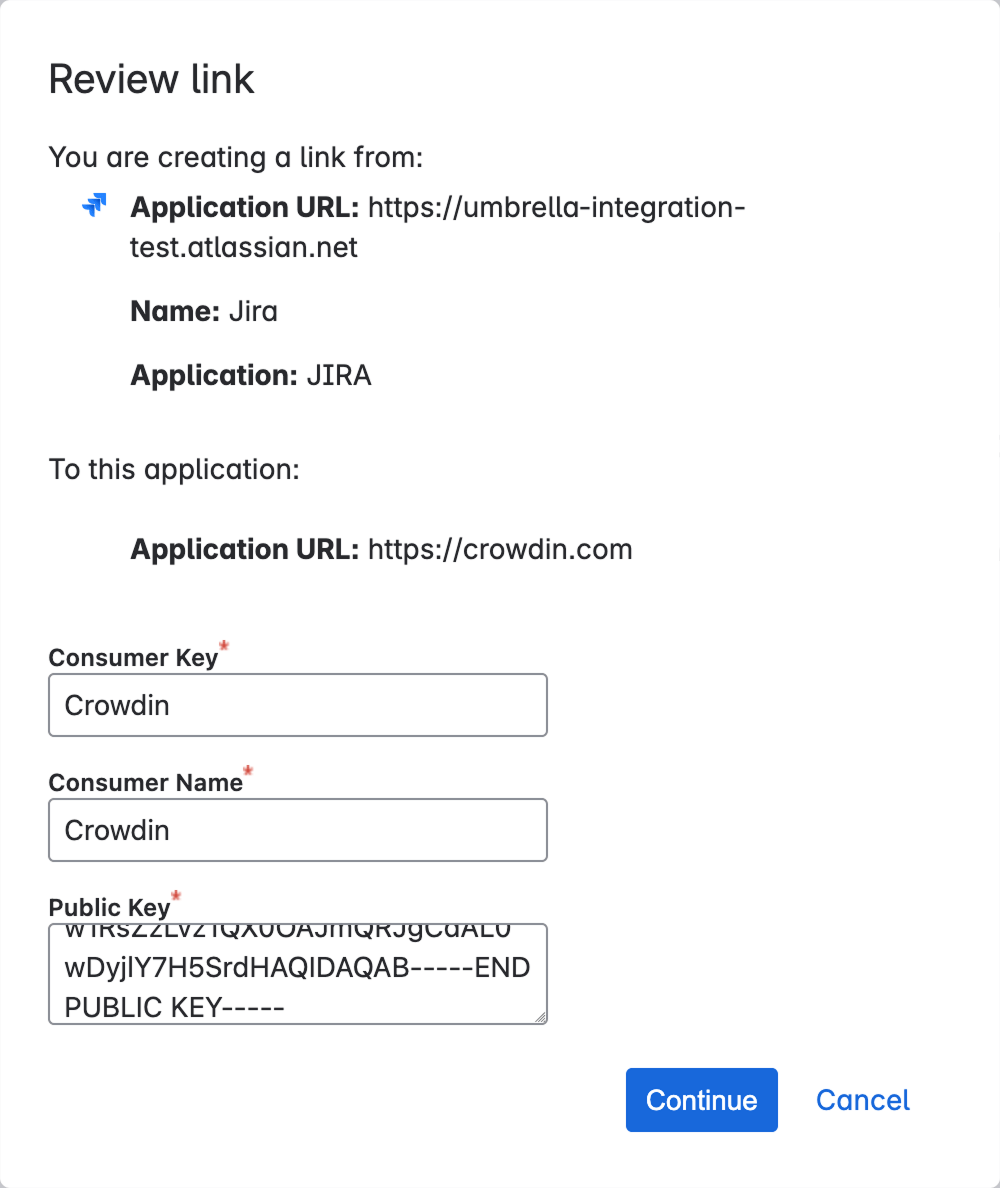 Review link
You are creating a link from:
Application URL: https://umbrella-integration-
test.atlassian.net
Name: Jira
Application: JIRA
To this application:
Application URL: https://crowdin.com
Consumer Key*
Crowdin
Consumer Name*
Crowdin
Public Key*
wDyjlY7H5SrdHAQIDAQAB-----END
PUBLIC KEY-----
Continue
Cancel